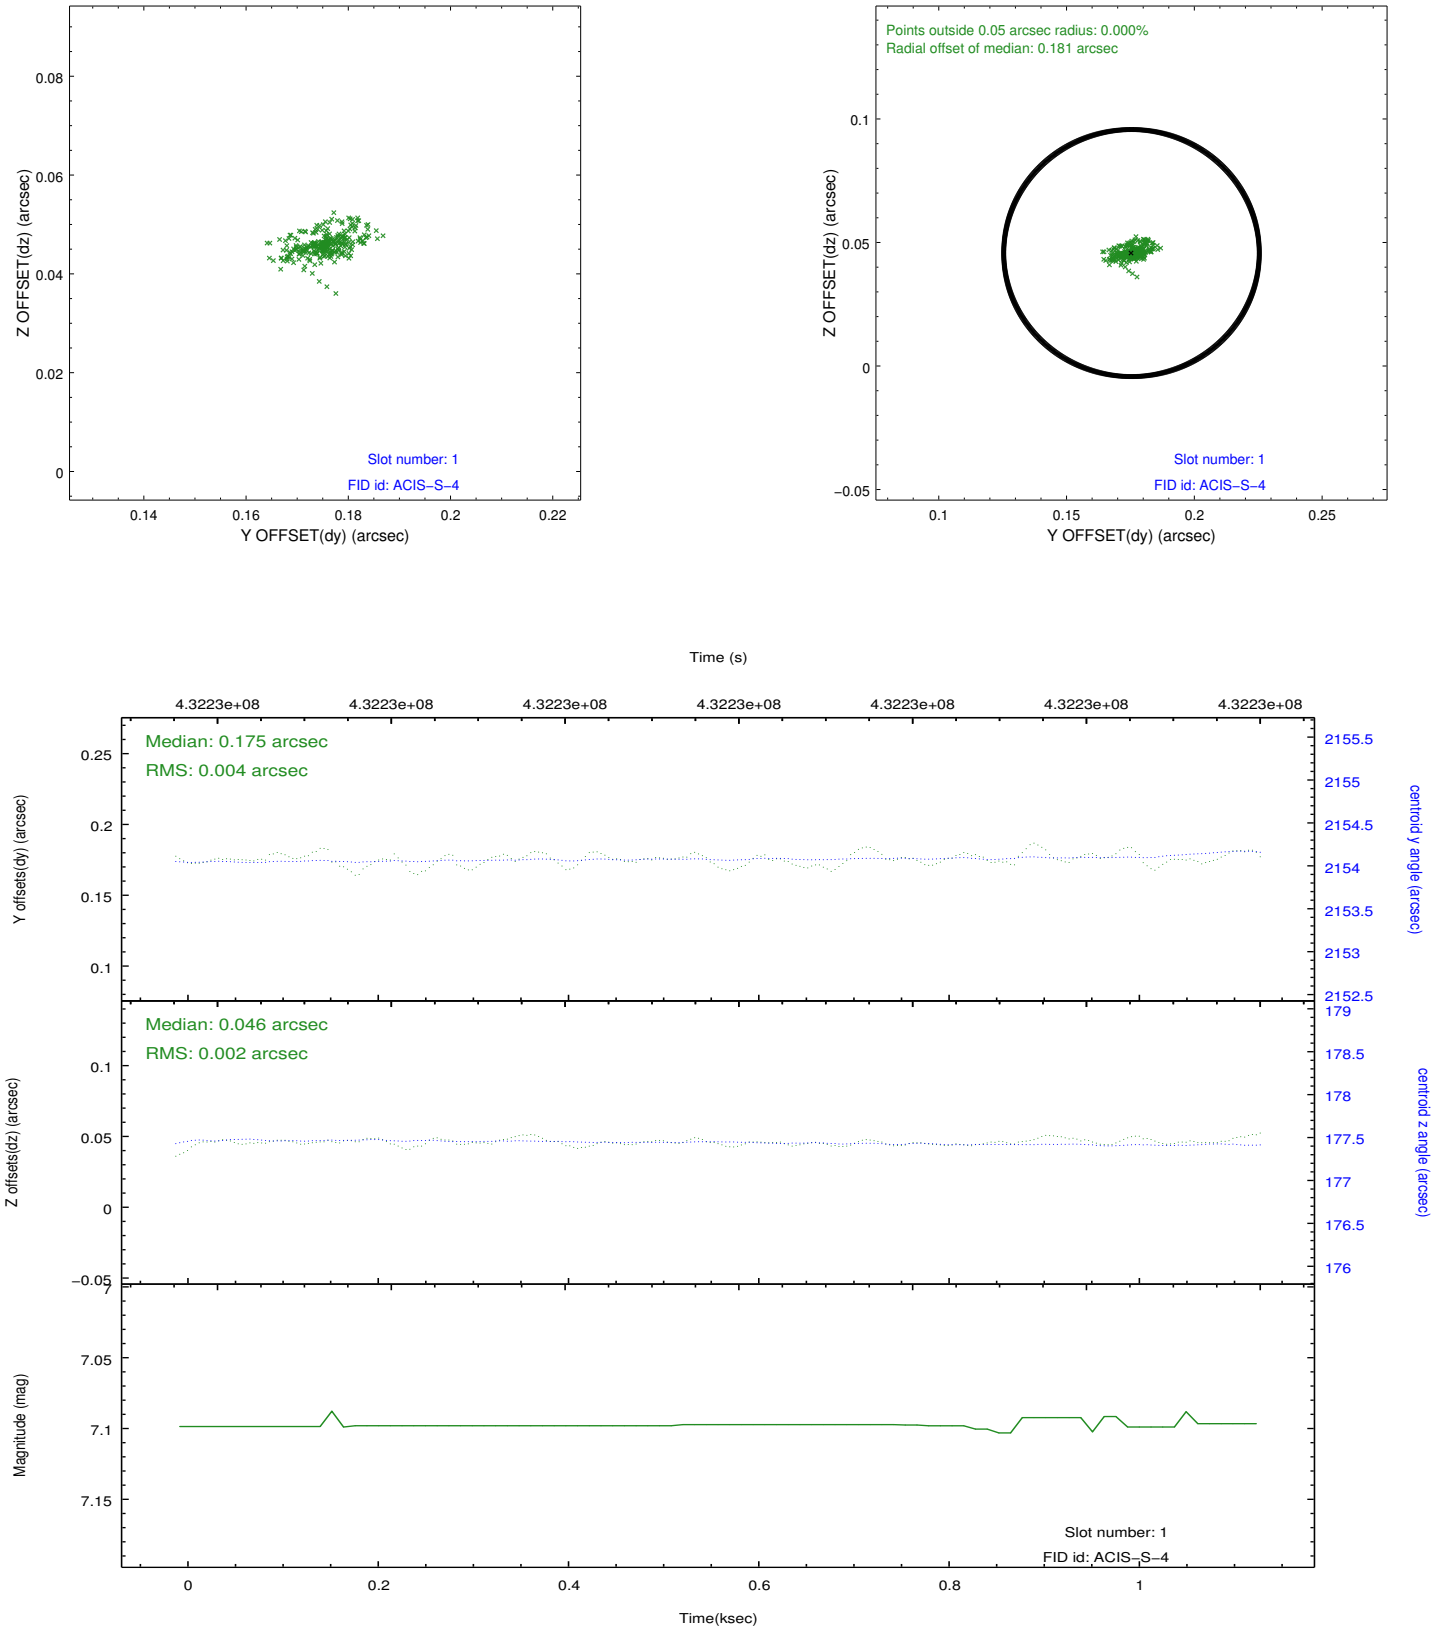 0.08
0.06
0.04
0.02
0
Z OFFSET(dz) (arcsec)
Slot number: 1
FID id: ACIS−S−4
0.14 0.16 0.18 0.2 0.22
Y OFFSET(dy) (arcsec)
Points outside 0.05 arcsec radius: 0.000%
Radial offset of median: 0.181 arcsec
0.1
0.05
0
−0.05
Z OFFSET(dz) (arcsec)
Slot number: 1
FID id: ACIS−S−4
0.1 0.15 0.2 0.25
Y OFFSET(dy) (arcsec)
Time (s)
4.3223e+08 4.3223e+08 4.3223e+08 4.3223e+08 4.3223e+08 4.3223e+08 4.3223e+08
Median: 0.175 arcsec
RMS: 0.004 arcsec
0.25
0.2
0.15
0.1
Y offsets(dy) (arcsec)
2155.5
2155
2154.5
2154
2153.5
2153
2152.5
centroid y angle (arcsec)
Median: 0.046 arcsec
RMS: 0.002 arcsec
0.1
0.05
0
−0.05
Z offsets(dz) (arcsec)
179
178.5
178
177.5
177
176.5
176
centroid z angle (arcsec)
7
7.05
7.1
7.15
Magnitude (mag)
Slot number: 1
FID id: ACIS−S−4
0 0.2 0.4 0.6 0.8 1
Time(ksec)